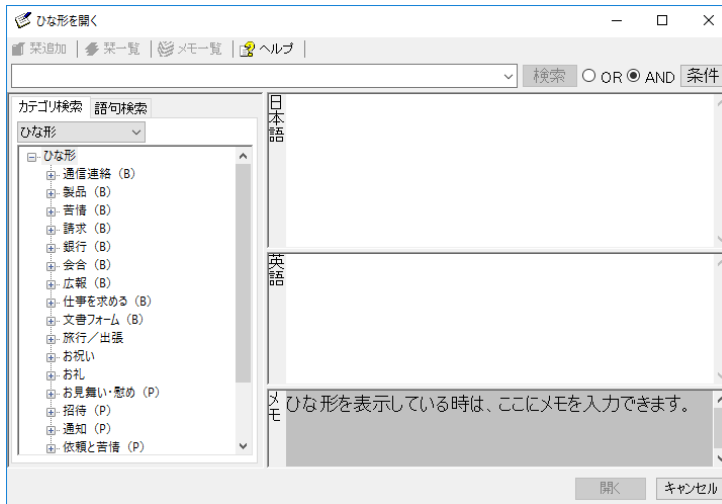 ひな形を開く
栞追加 栞一覧 メモ一覧 ヘルプ
検索 OR AND 条件
カテゴリ検索 語句検索
ひな形
ひな形
通信連絡 (B)
製品 (B)
苦情 (B)
請求 (B)
銀行 (B)
会合 (B)
広報 (B)
仕事を求める (B)
文書フォーム (B)
旅行／出張
お祝い
お礼
お見舞い・慰め (P)
招待 (P)
通知 (P)
依頼と苦情 (P)
日本語
英語
メモ
ひな形を表示している時は、ここにメモを入力できます。
開く キャンセル